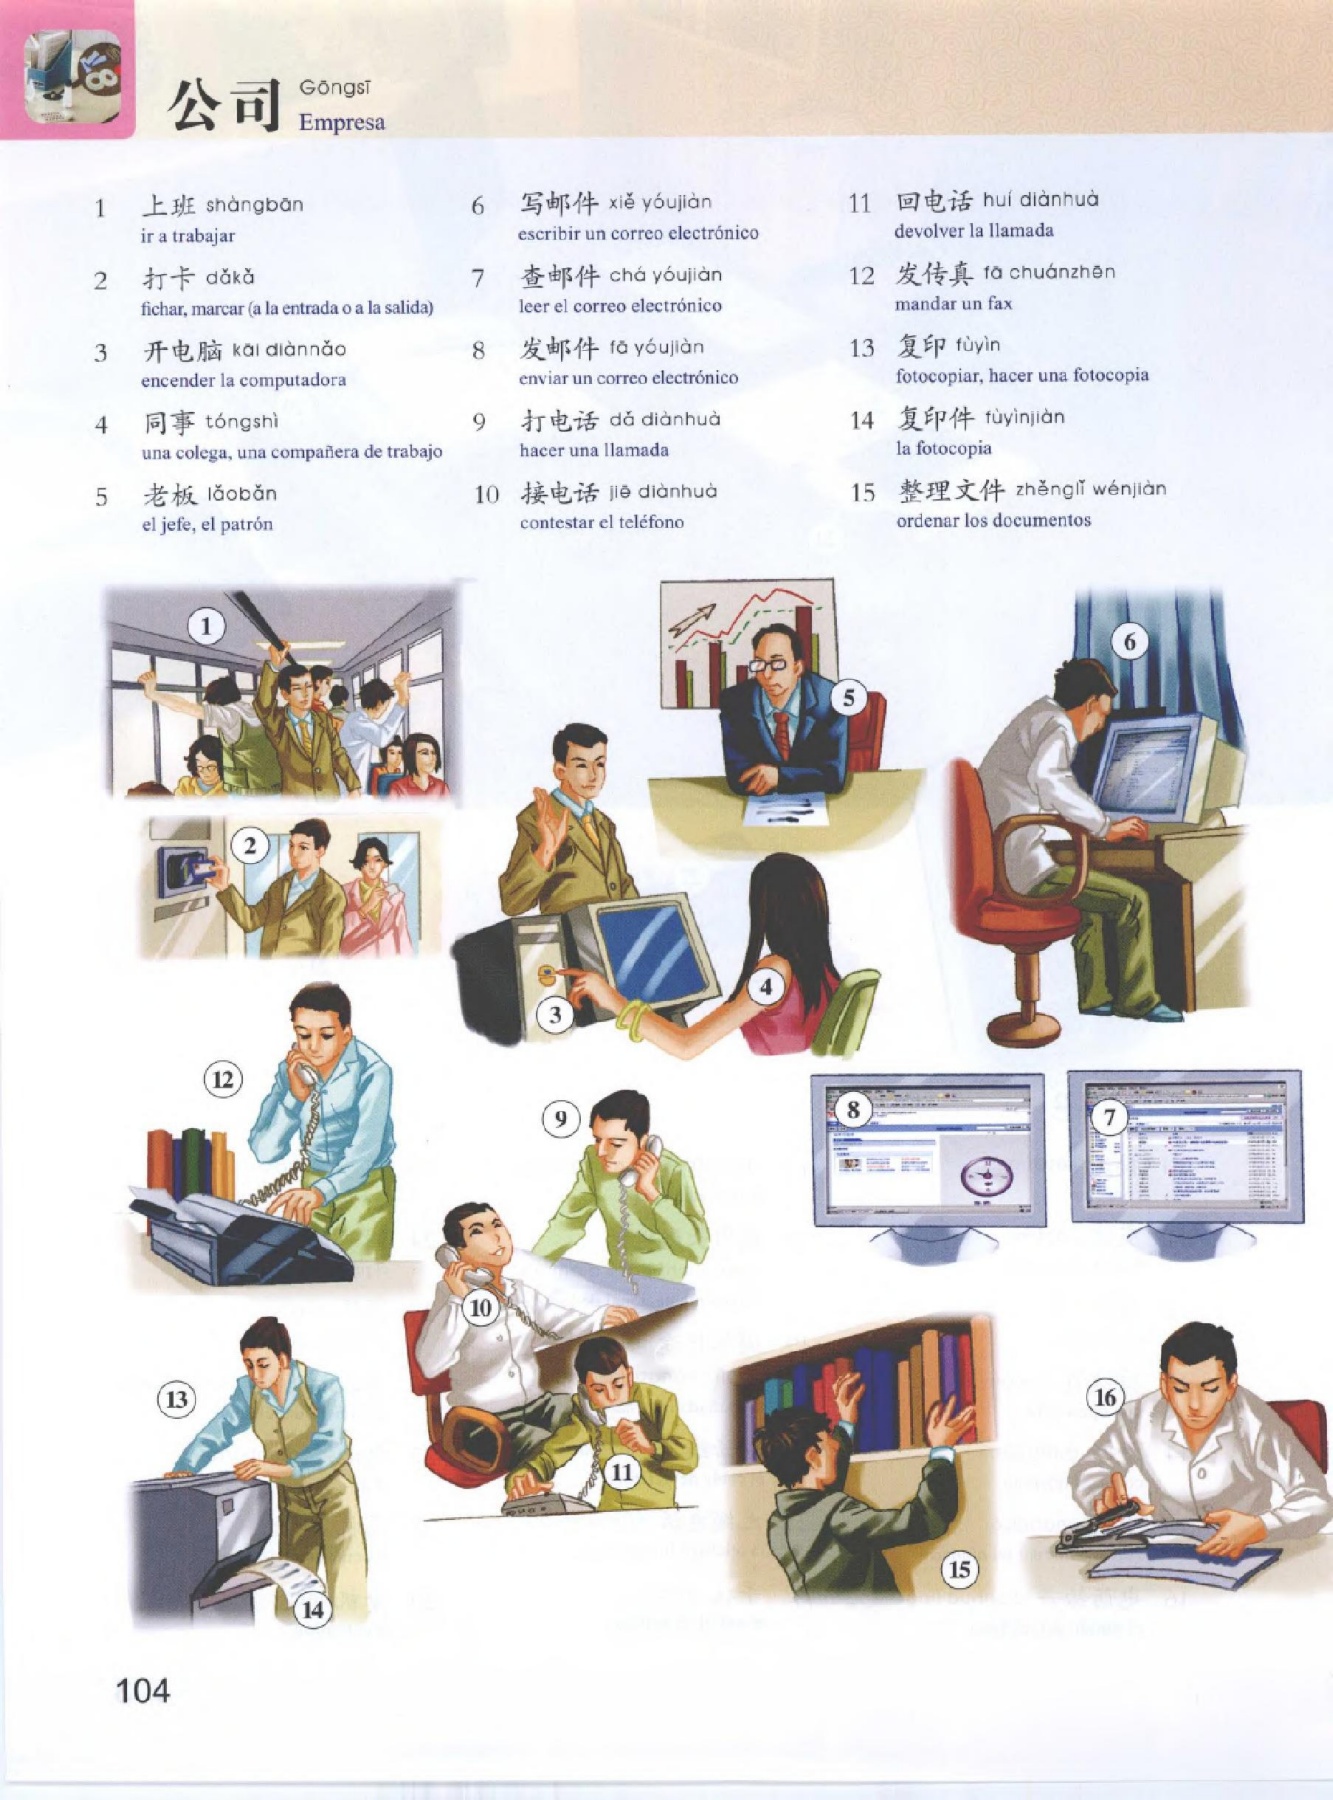 公司 Gōngsī
Empresa
1 上班 shàngbān
ir a trabajar
2 打卡 dǎkǎ
fichar, marcar (a la entrada o a la salida)
3 开电脑 kāi diànnǎo
encender la computadora
4 同事 tóngshì
una colega, una compañera de trabajo
5 老板 lǎobǎn
el jefe, el patrón
6 写邮件 xiě yóujiàn
escribir un correo electrónico
7 查邮件 chá yóujiàn
leer el correo electrónico
8 发邮件 fā yóujiàn
enviar un correo electrónico
9 打电话 dǎ diànhuà
hacer una llamada
10 接电话 jiē diànhuà
contestar el teléfono
11 回电话 huí diànhuà
devolver la llamada
12 发传真 fā chuánzhēn
mandar un fax
13 复印 fùyìn
fotocopiar, hacer una fotocopia
14 复印件 fùyìnjiàn
la fotocopia
15 整理文件 zhěnglǐ wénjiàn
ordenar los documentos
1
5
6
2
3
4
12
9
8
7
10
13
11
16
15
14
104